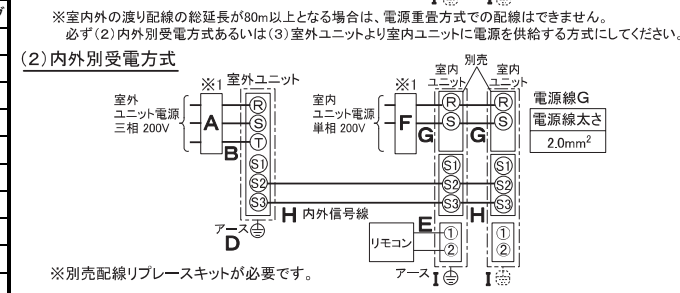 ※室内外の渡り配線の総延長が80m以上となる場合は、電源重畳方式での配線はできません。
必ず(2)内外別受電方式あるいは(3)室外ユニットより室内ユニットに電源を供給する方式にしてください。
(2)内外別受電方式
別売
※1 室外ユニット
※1 室内ユニット 室内ユニット
室外ユニット電源 三相 200V
A
B
R
S
T
S1
S2
S3
アース
D
室内ユニット電源 単相 200V
F
G
R
S
G
R
S
電源線G
電源線太さ
2.0mm²
S1
S2
S3
S1
S2
S3
H 内外信号線
H
E
リモコン
①
②
①
②
アース I
I
※別売配線リプレースキットが必要です。